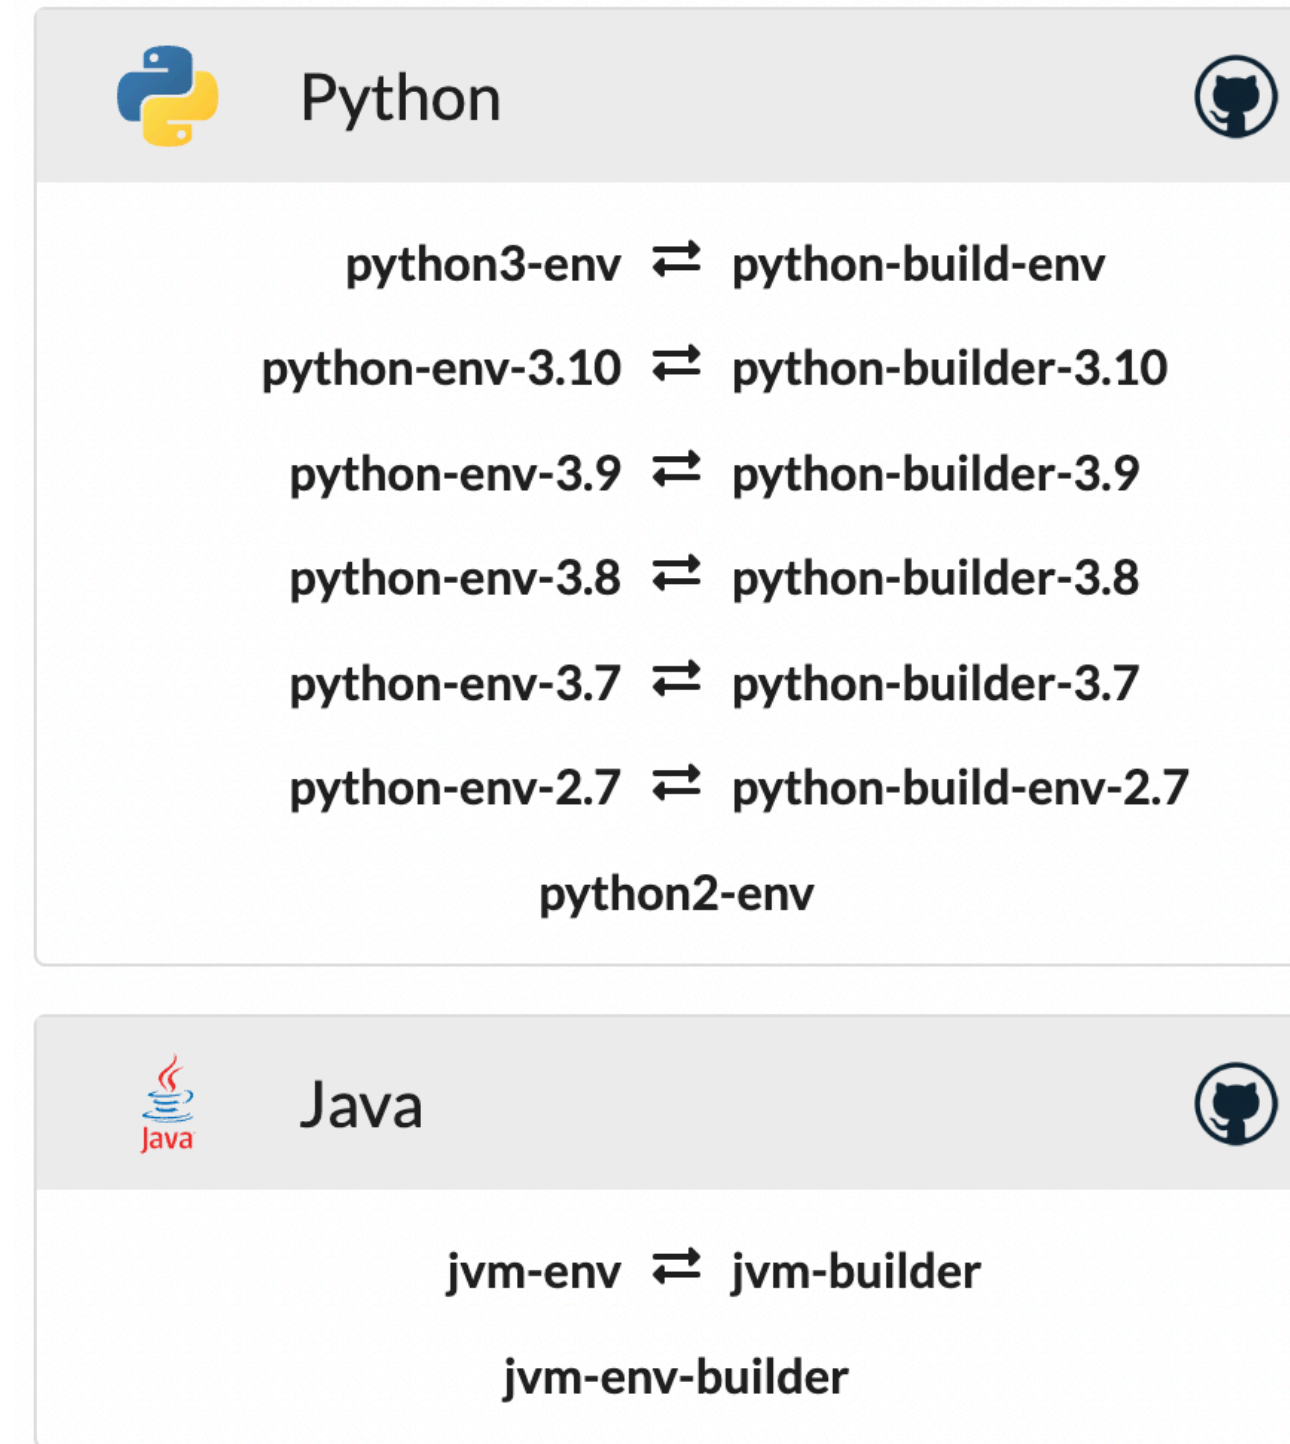 Python
python3-env ⇄ python-build-env
python-env-3.10 ⇄ python-builder-3.10
python-env-3.9 ⇄ python-builder-3.9
python-env-3.8 ⇄ python-builder-3.8
python-env-3.7 ⇄ python-builder-3.7
python-env-2.7 ⇄ python-build-env-2.7
python2-env
Java
Java
jvm-env ⇄ jvm-builder
jvm-env-builder